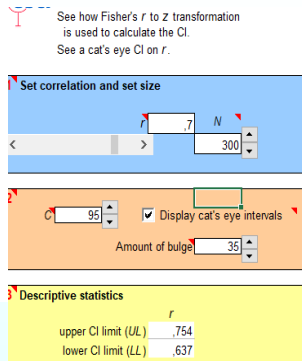 See how Fisher's r to z transformation
is used to calculate the CI.
See a cat's eye CI on r.
1 Set correlation and set size
r ,7 N
300
2
C 95 Display cat's eye intervals
Amount of bulge 35
3 Descriptive statistics
r
upper CI limit (UL) ,754
lower CI limit (LL) ,637